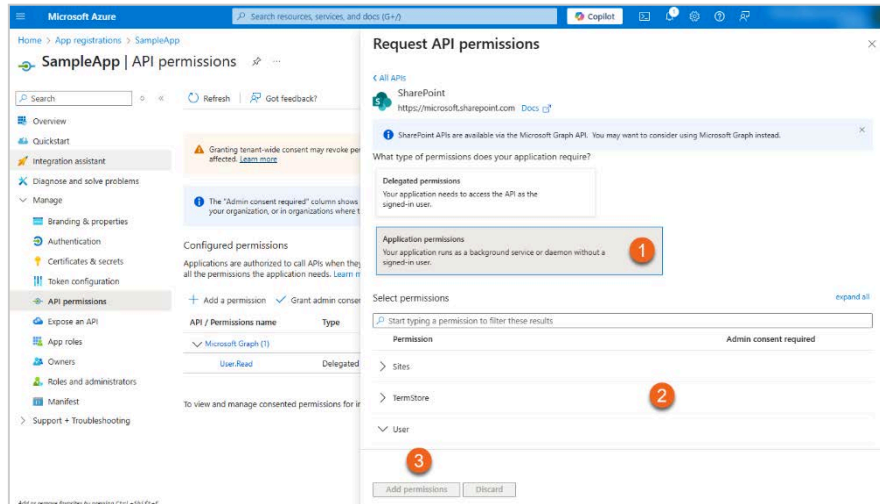 Microsoft Azure
Search resources, services, and docs (G+/)
Copilot
1
Home > App registrations > SampleApp
SampleApp | API permissions
Search
Refresh
Got feedback?
Overview
Quickstart
Integration assistant
Diagnose and solve problems
Manage
Branding & properties
Authentication
Certificates & secrets
Token configuration
API permissions
Expose an API
App roles
Owners
Roles and administrators
Manifest
Support + Troubleshooting
Granting tenant-wide consent may revoke per
affected. Learn more
The "Admin consent required" column shows
your organization, or in organizations where t
Configured permissions
Applications are authorized to call APIs when they
all the permissions the application needs. Learn m
Add a permission
Grant admin consen
API / Permissions name
Type
Microsoft Graph (1)
User.Read
Delegated
To view and manage consented permissions for in
Request API permissions
All APIs
SharePoint
https://microsoft.sharepoint.com Docs
SharePoint APIs are available via the Microsoft Graph API. You may want to consider using Microsoft Graph instead.
What type of permissions does your application require?
Delegated permissions
Your application needs to access the API as the
signed-in user.
Application permissions
Your application runs as a background service or daemon without a
signed-in user.
1
Select permissions
expand all
Start typing a permission to filter these results
Permission
Admin consent required
Sites
TermStore
2
User
3
Add permissions
Discard